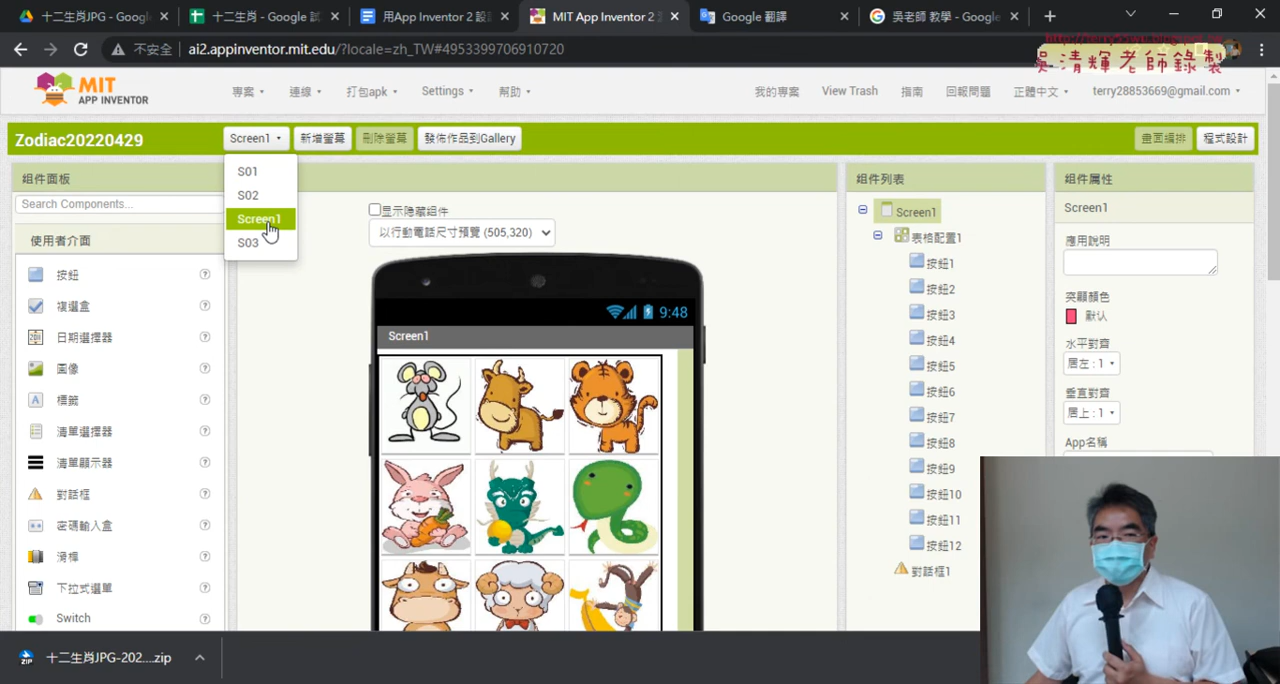 十二生肖JPG - Googl
十二生肖 - Google 試
用App Inventor 2 設
MIT App Inventor 2
Google 翻譯
吳老師 教學 - Google
不安全
ai2.appinventor.mit.edu/?locale=zh_TW#4953399706910720
吳清輝老師錄製
MIT
APP INVENTOR
專案
連線
打包apk
Settings
幫助
我的專案
View Trash
指南
回報問題
正體中文
terry28853669@gmail.com
Zodiac20220429
Screen1
新增螢幕
刪除螢幕
發佈作品到Gallery
畫面編排
程式設計
S01
S02
Screen1
S03
組件面板
Search Components...
使用者介面
按鈕
複選盒
日期選擇器
圖像
標籤
清單選擇器
清單顯示器
對話框
密碼輸入盒
滑桿
下拉式選單
Switch
显示隐藏组件
以行動電話尺寸預覽 (505,320)
9:48
Screen1
組件列表
Screen1
表格配置1
按鈕1
按鈕2
按鈕3
按鈕4
按鈕5
按鈕6
按鈕7
按鈕8
按鈕9
按鈕10
按鈕11
按鈕12
對話框1
組件屬性
Screen1
應用說明
突顯顏色
默认
水平對齊
居左 : 1
垂直對齊
居上 : 1
App名稱
十二生肖JPG-202....zip